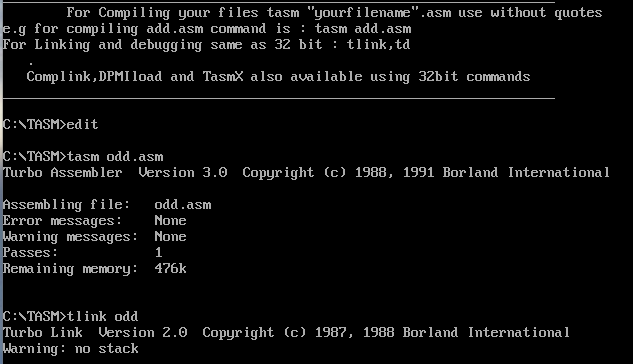 For Compiling your files tasm "yourfilename".asm use without quotes
e.g for compiling add.asm command is : tasm add.asm
For Linking and debugging same as 32 bit : tlink,td
.
Complink,DPMIload and TasmX also available using 32bit commands
C:\TASM>edit
C:\TASM>tasm odd.asm
Turbo Assembler  Version 3.0  Copyright (c) 1988, 1991 Borland International
Assembling file:   odd.asm
Error messages:    None
Warning messages:  None
Passes:            1
Remaining memory:  476k
C:\TASM>tlink odd
Turbo Link  Version 2.0  Copyright (c) 1987, 1988 Borland International
Warning: no stack